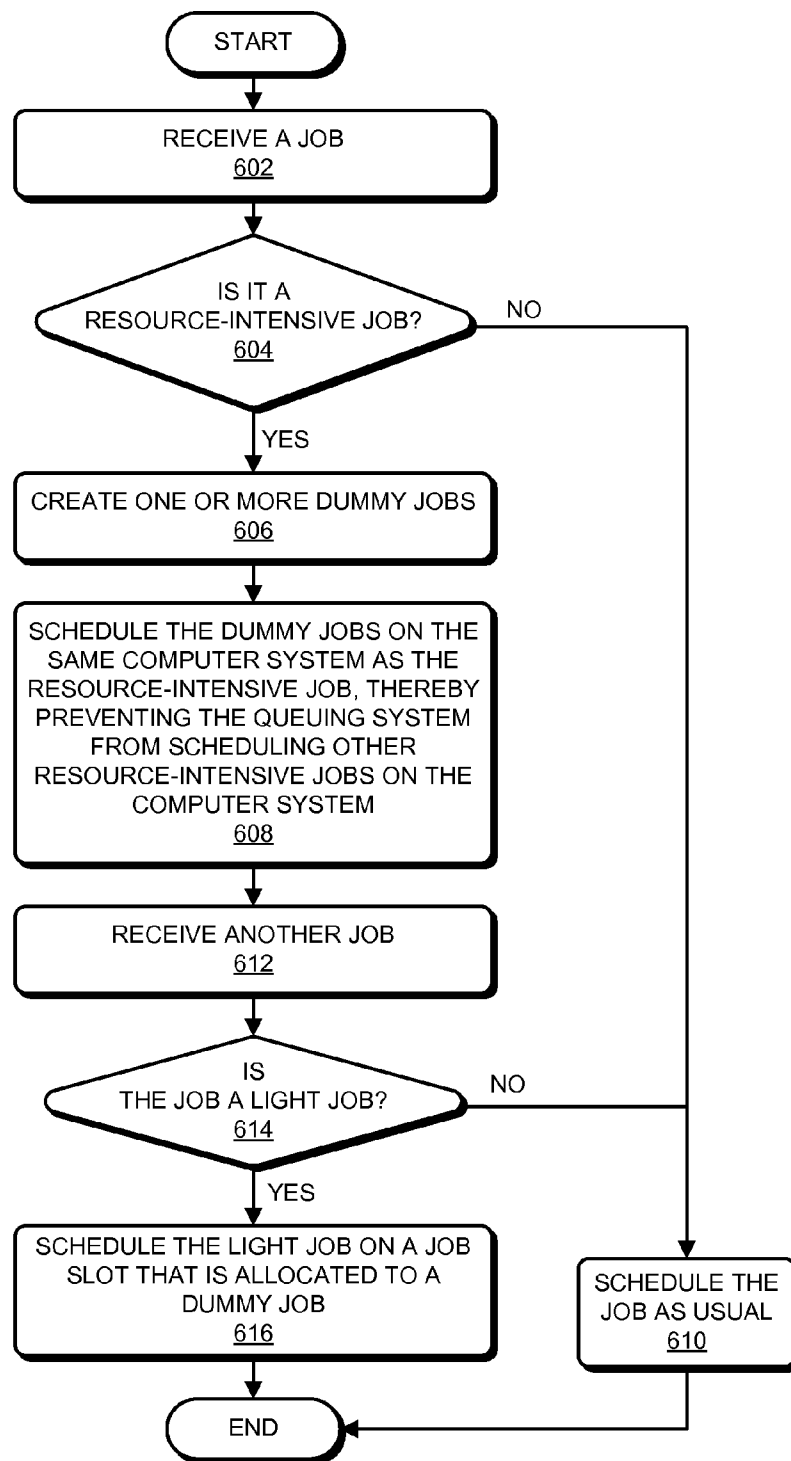 START
RECEIVE A JOB
602
IS IT A
RESOURCE-INTENSIVE JOB?
604
NO
YES
CREATE ONE OR MORE DUMMY JOBS
606
SCHEDULE THE DUMMY JOBS ON THE
SAME COMPUTER SYSTEM AS THE
RESOURCE-INTENSIVE JOB, THEREBY
PREVENTING THE QUEUING SYSTEM
FROM SCHEDULING OTHER
RESOURCE-INTENSIVE JOBS ON THE
COMPUTER SYSTEM
608
RECEIVE ANOTHER JOB
612
IS
THE JOB A LIGHT JOB?
614
NO
YES
SCHEDULE THE LIGHT JOB ON A JOB
SLOT THAT IS ALLOCATED TO A
DUMMY JOB
616
SCHEDULE THE
JOB AS USUAL
610
END